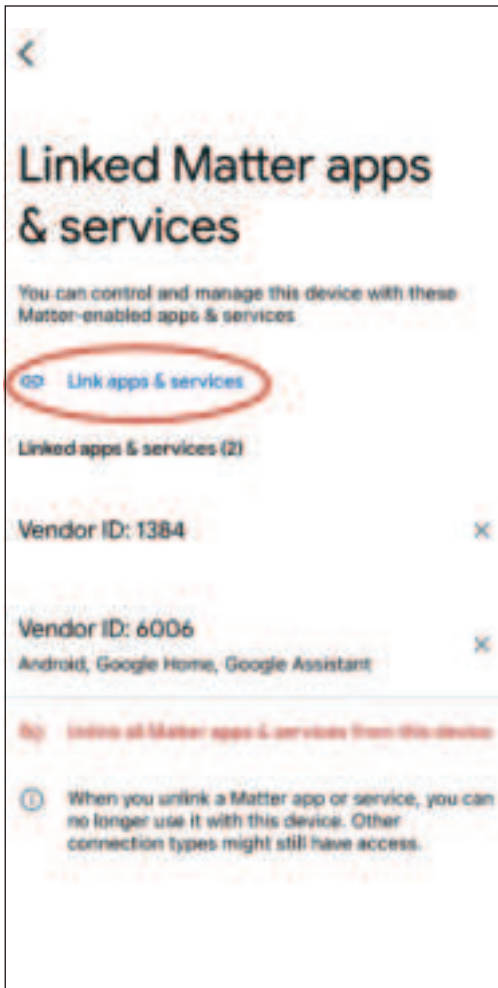 Linked Matter apps
& services
You can control and manage this device with these
Matter-enabled apps & services
Link apps & services
Linked apps & services (2)
Vendor ID: 1384
Vendor ID: 6006
Android, Google Home, Google Assistant
Unlink all Matter apps & services from this device
When you unlink a Matter app or service, you can
no longer use it with this device. Other
connection types might still have access.